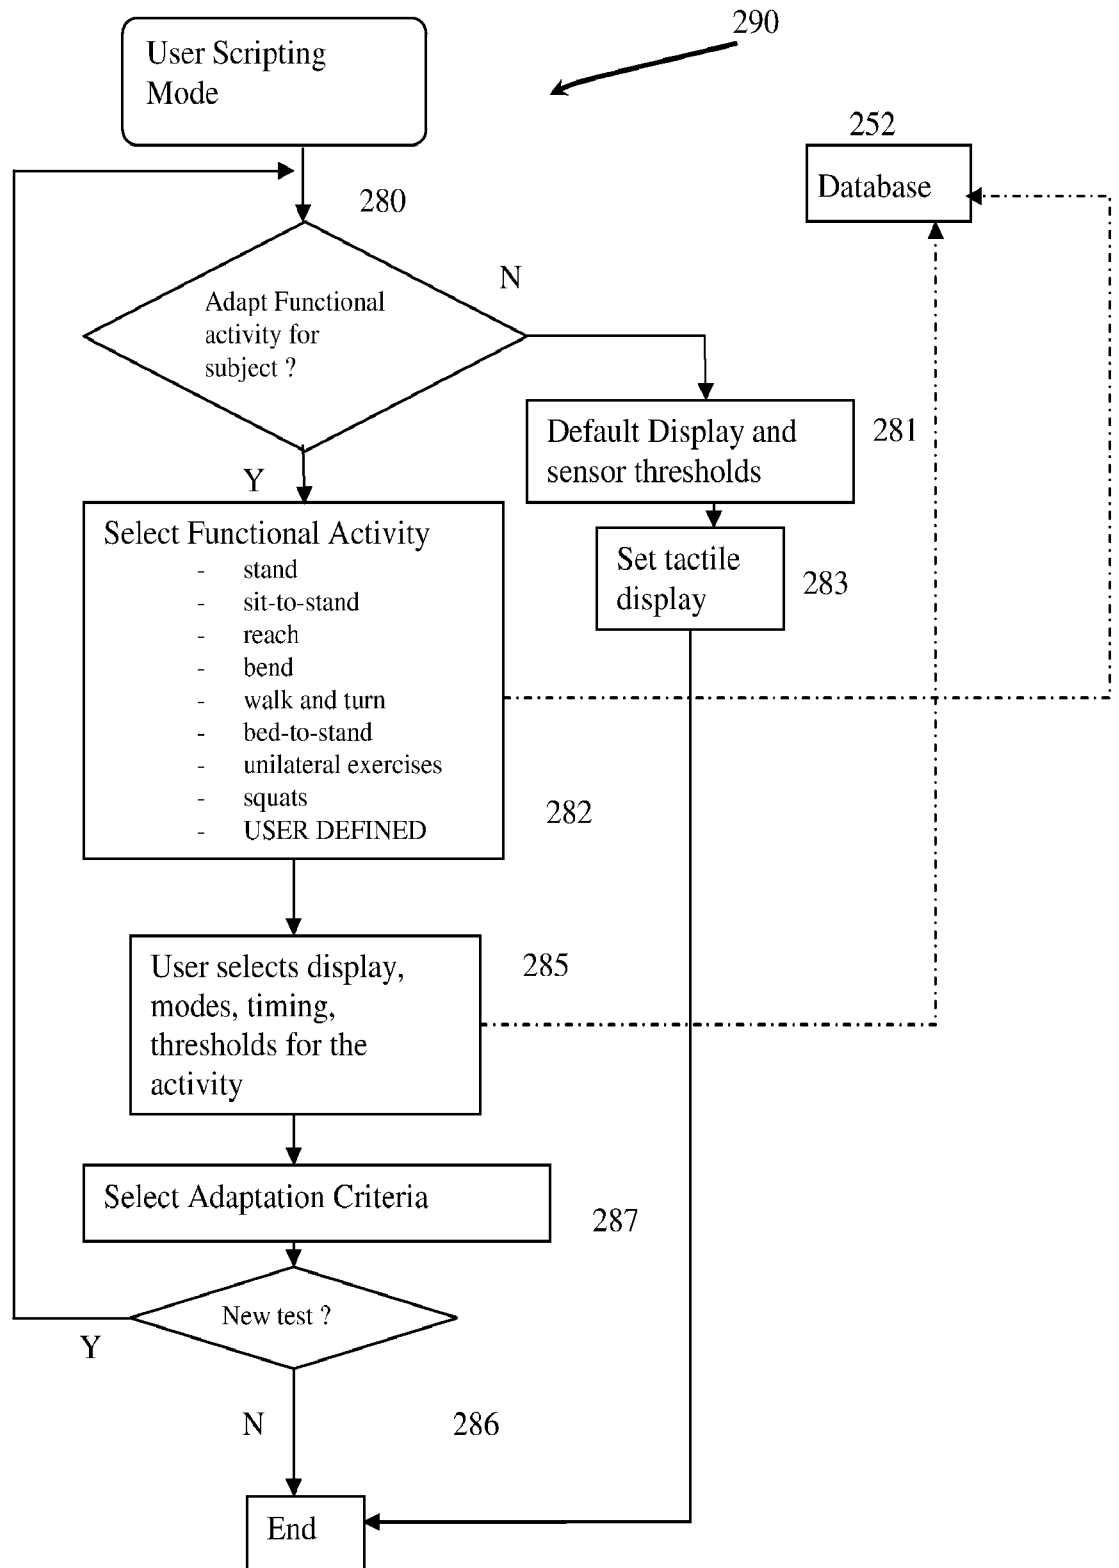 User Scripting
Mode
290
252
Database
280
N
Adapt Functional
activity for
subject ?
Default Display and
sensor thresholds
281
Y
Select Functional Activity
- stand
- sit-to-stand
- reach
- bend
- walk and turn
- bed-to-stand
- unilateral exercises
- squats
- USER DEFINED
282
Set tactile
display
283
User selects display,
modes, timing,
thresholds for the
activity
285
Select Adaptation Criteria
287
New test ?
Y
N
286
End